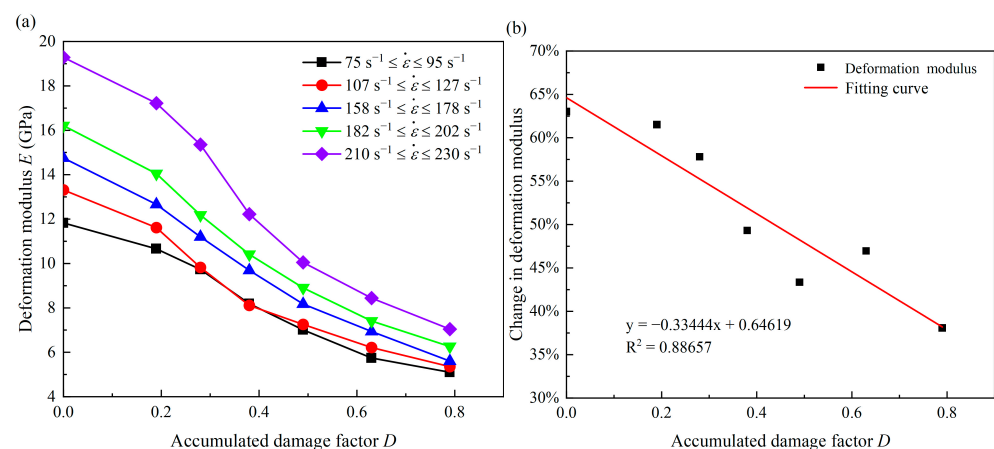 (a)
20
18
16
14
12
10
8
6
4
Deformation modulus E (GPa)
75 s⁻¹ ≤ ε̇ ≤ 95 s⁻¹
107 s⁻¹ ≤ ε̇ ≤ 127 s⁻¹
158 s⁻¹ ≤ ε̇ ≤ 178 s⁻¹
182 s⁻¹ ≤ ε̇ ≤ 202 s⁻¹
210 s⁻¹ ≤ ε̇ ≤ 230 s⁻¹
0.0 0.2 0.4 0.6 0.8
Accumulated damage factor D
(b)
70%
65%
60%
55%
50%
45%
40%
35%
30%
Change in deformation modulus
Deformation modulus
Fitting curve
y = −0.33444x + 0.64619
R² = 0.88657
0.0 0.2 0.4 0.6 0.8
Accumulated damage factor D